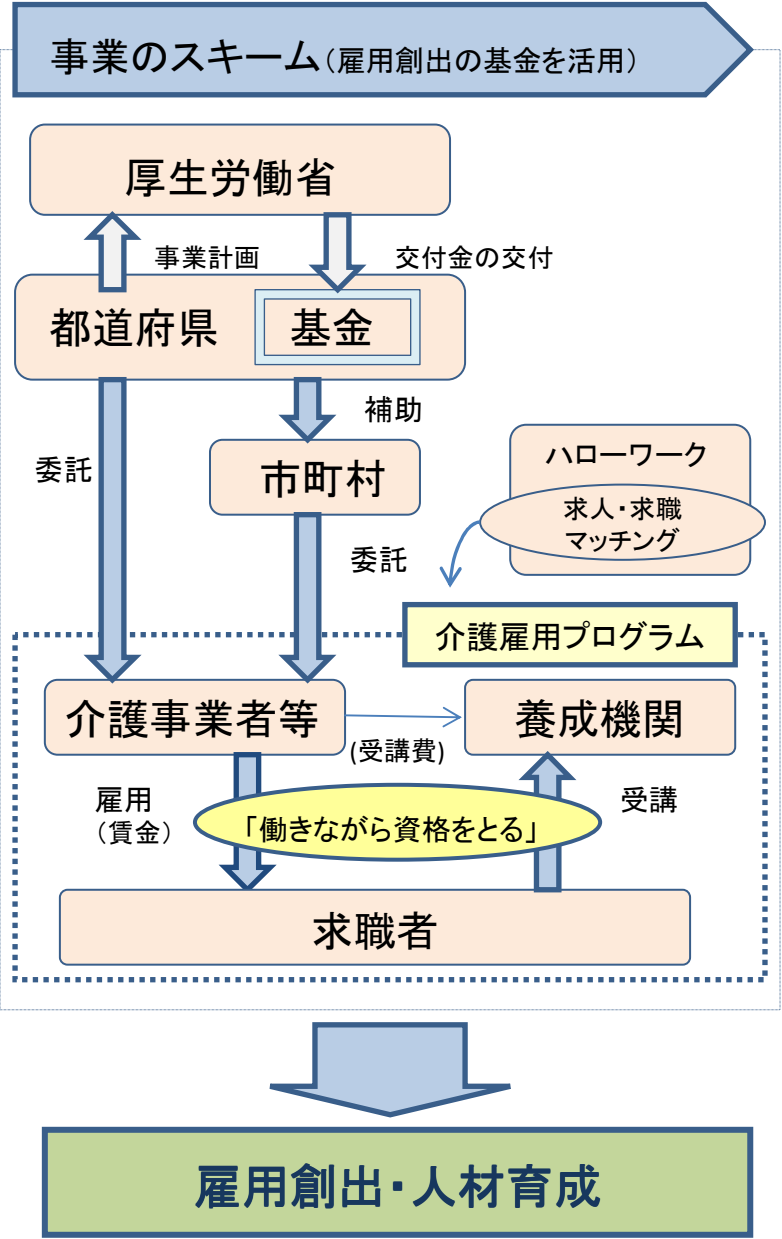 事業のスキーム（雇用創出の基金を活用）
厚生労働省
事業計画
交付金の交付
都道府県
基金
補助
委託
市町村
ハローワーク
求人・求職
マッチング
委託
介護雇用プログラム
介護事業者等
養成機関
(受講費)
雇用
（賃金）
受講
「働きながら資格をとる」
求職者
雇用創出・人材育成